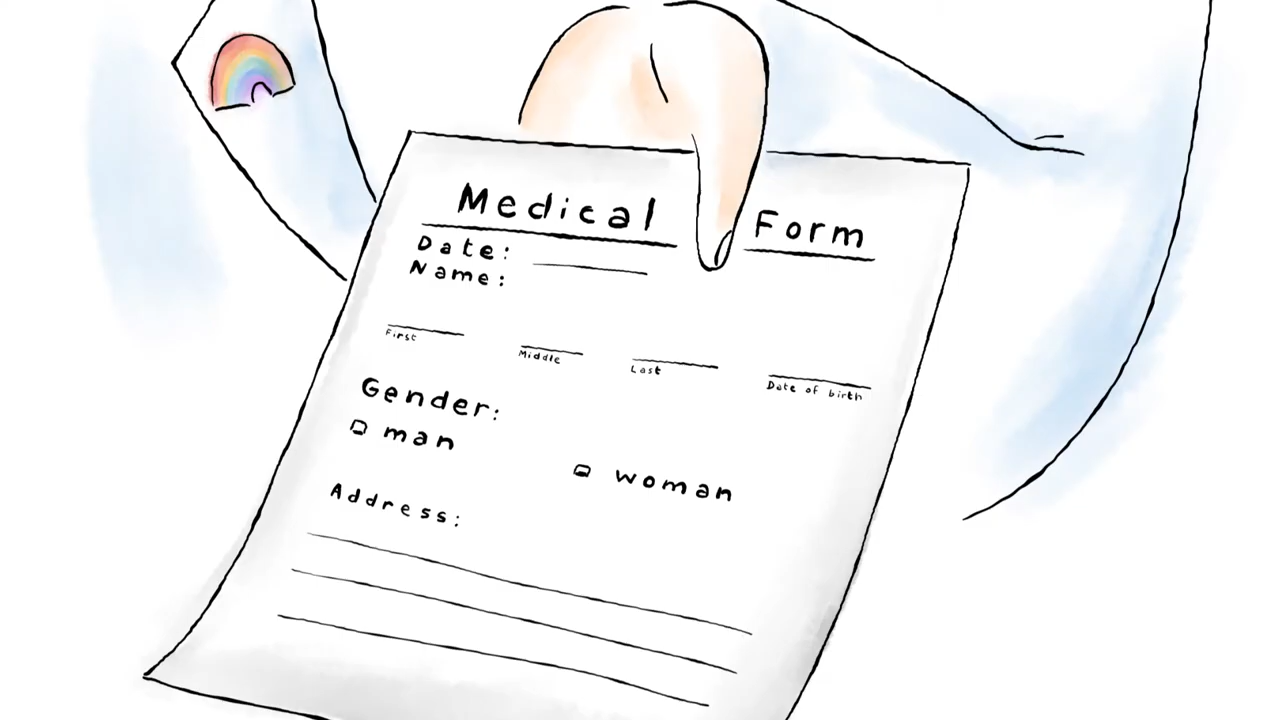 Medical Form
Date:
Name:
First Middle Last Date of birth
Gender:
man woman
Address: